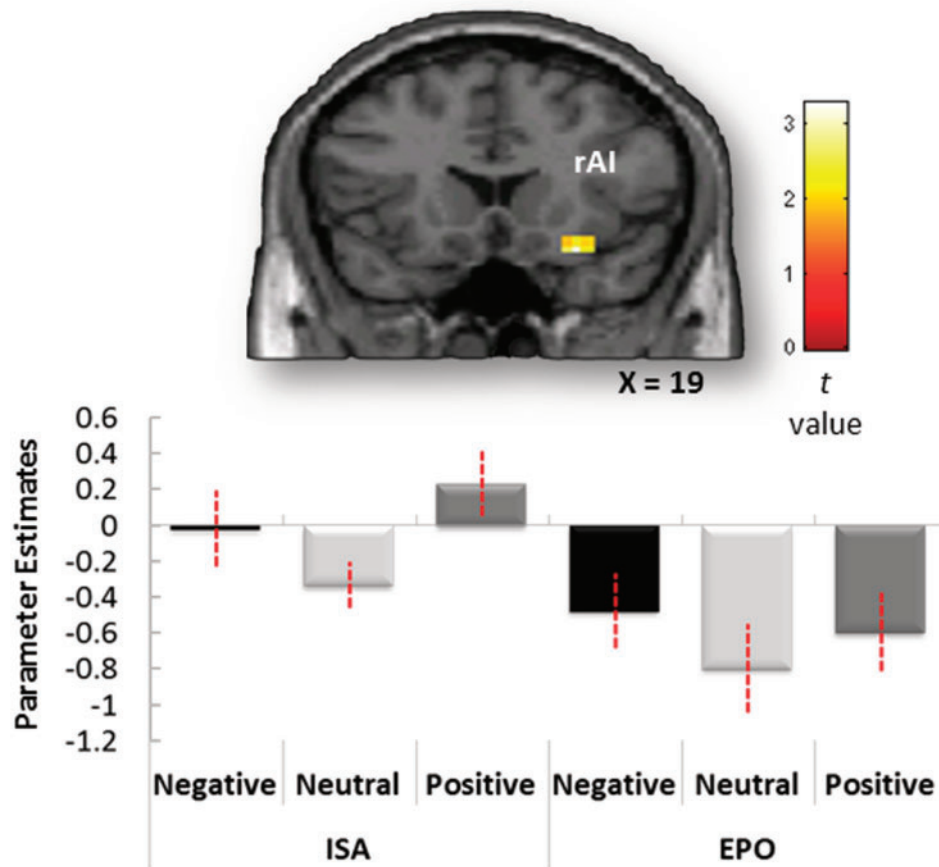 rAI
3
2
1
0
X = 19
t
value
Parameter Estimates
0.6
0.4
0.2
0
-0.2
-0.4
-0.6
-0.8
-1
-1.2
Negative Neutral Positive Negative Neutral Positive
ISA EPO